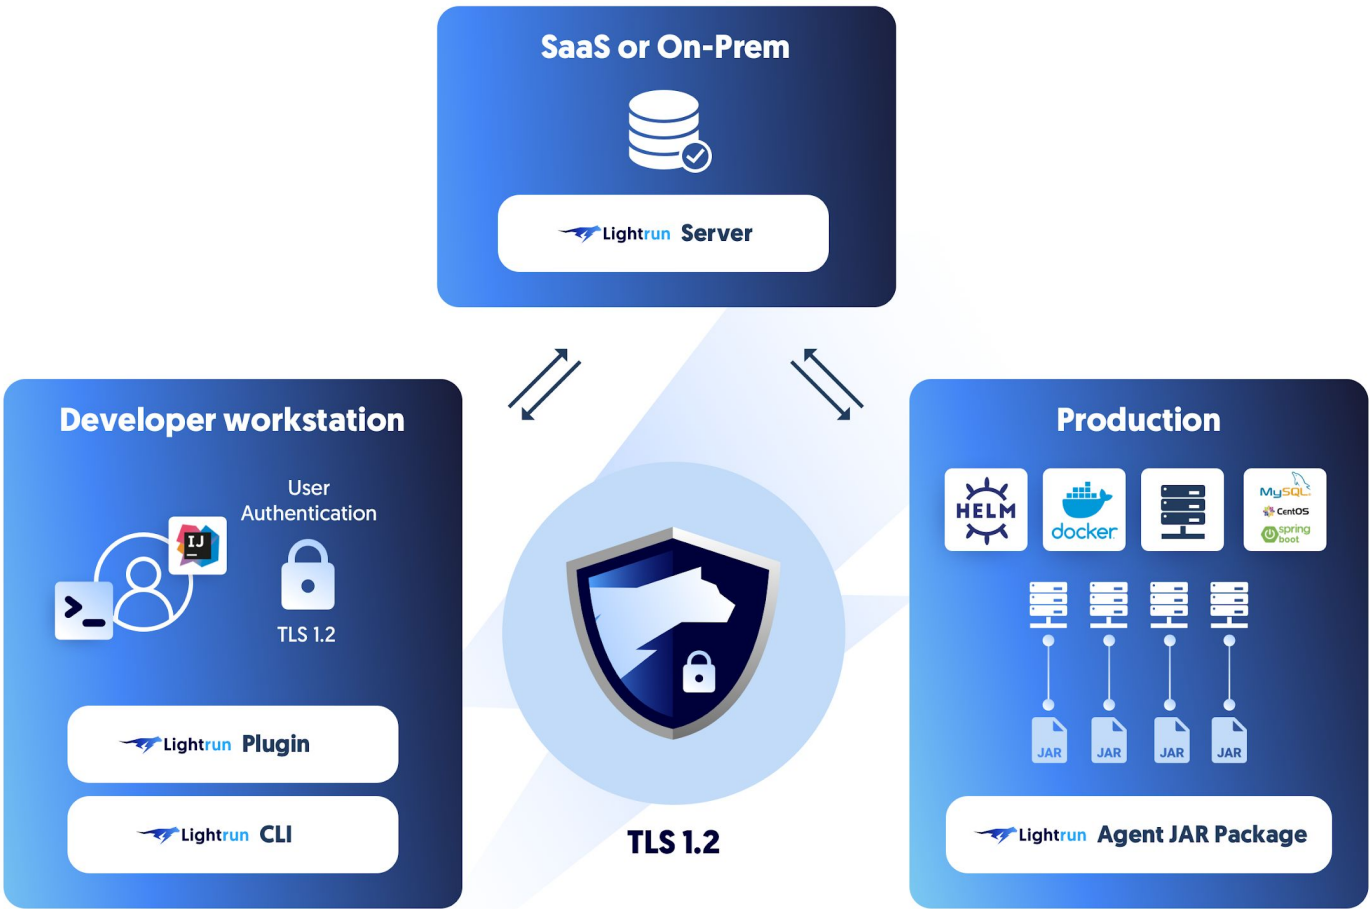 SaaS or On-Prem
Lightrun Server
Developer workstation
User
Authentication
IJ
>_
TLS 1.2
Lightrun Plugin
Lightrun CLI
TLS 1.2
Production
HELM
docker
MySQL
CentOS
spring
boot
JAR JAR JAR JAR
Lightrun Agent JAR Package